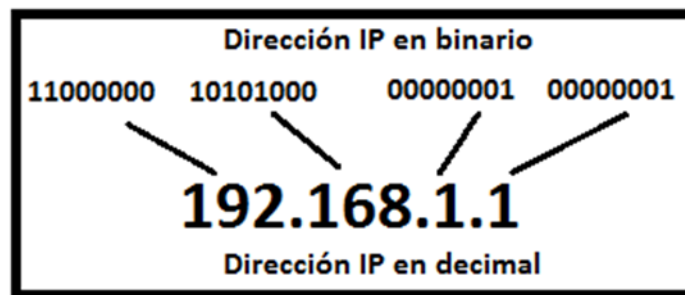 Dirección IP en binario
11000000 10101000 00000001 00000001
192.168.1.1
Dirección IP en decimal